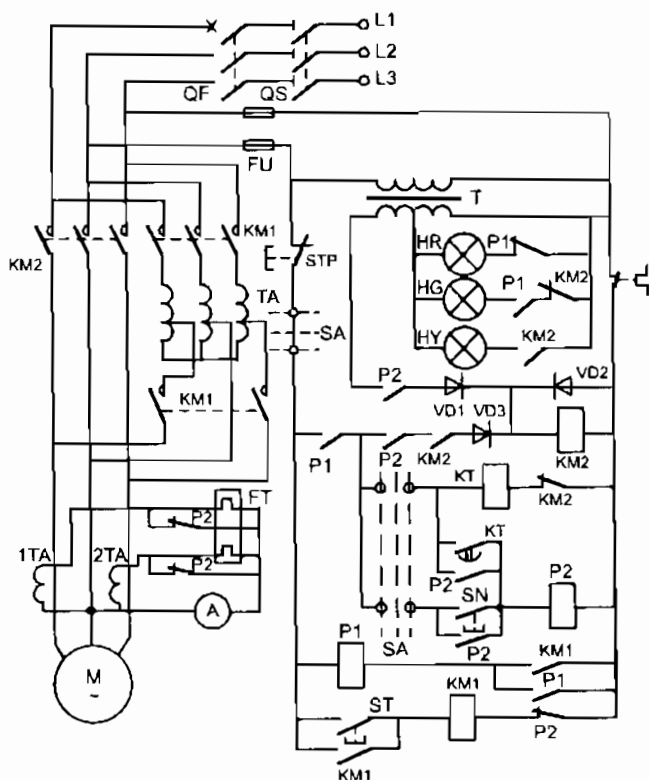 L1
L2
L3
QF QS
FU
T
KM1
KM2
STP
HR P1
HG P1 KM2
HY KM2
TA
SA
KM1
P2 VD1 VD3 VD2
P1 P2 KM2 KM2
KT KM2
FT
P2
KT
P2
1TA 2TA P2
A
SN P2
P2
SA
P1
M
~
KM1
P1
ST KM1
P2
KM1